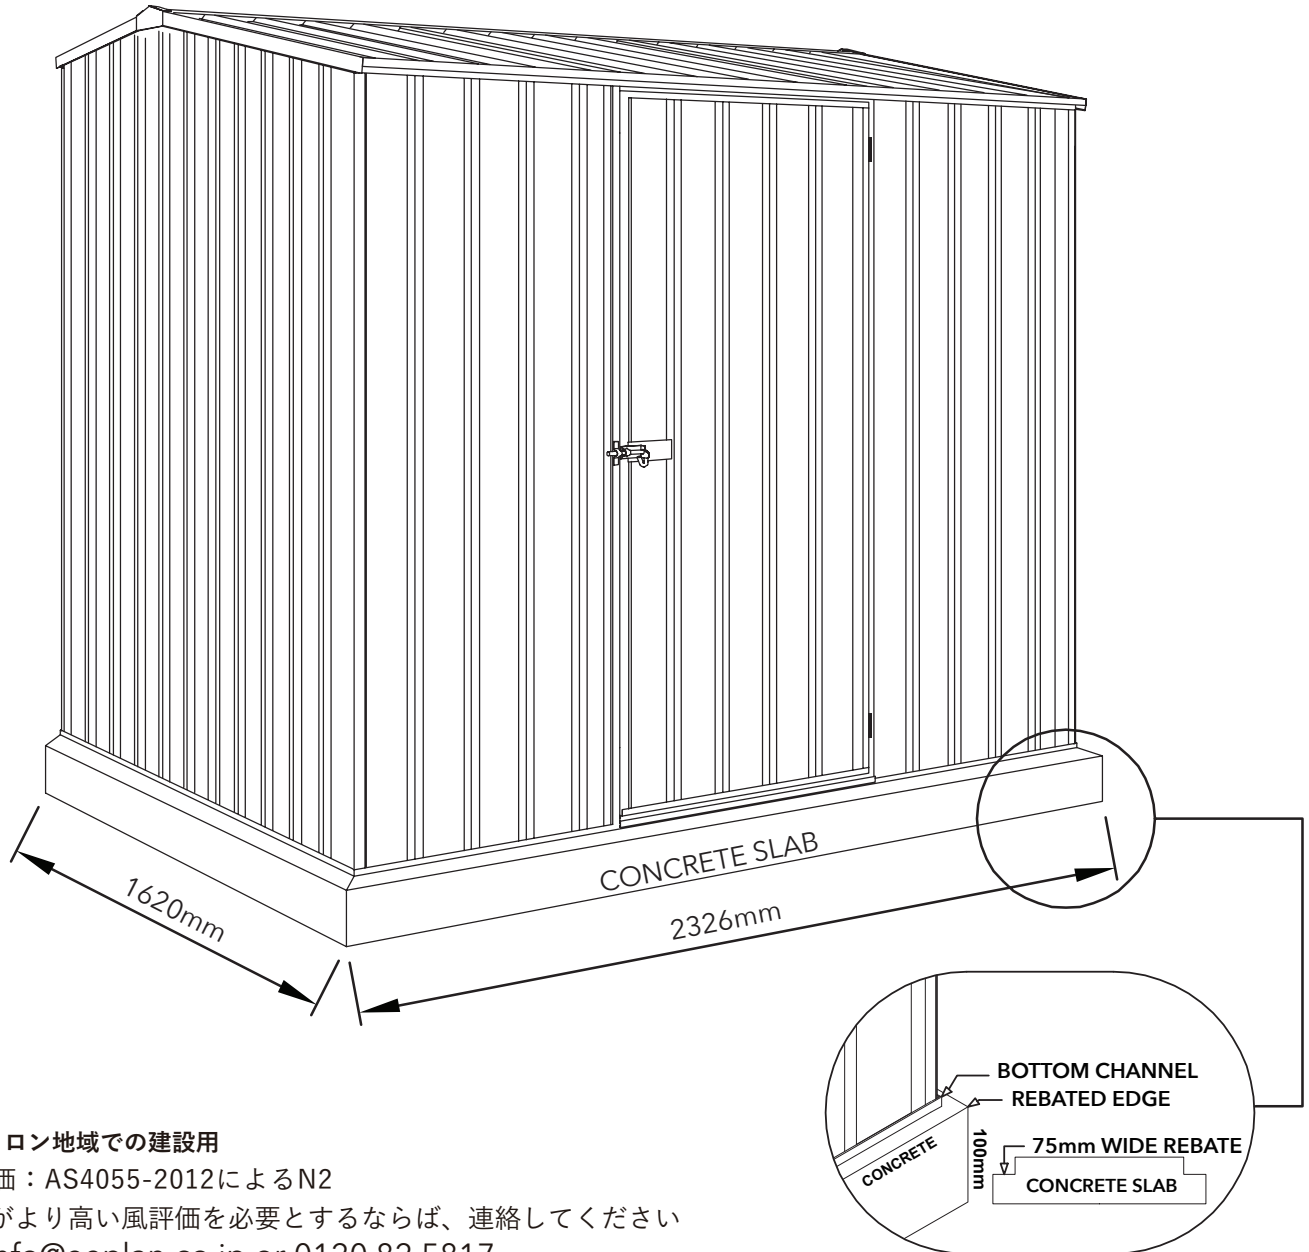 CONCRETE SLAB
1620mm
2326mm
BOTTOM CHANNEL
REBATED EDGE
CONCRETE
100mm
75mm WIDE REBATE
CONCRETE SLAB
ロン地域での建設用
価：AS4055-2012によるN2
がより高い風評価を必要とするならば、連絡してください